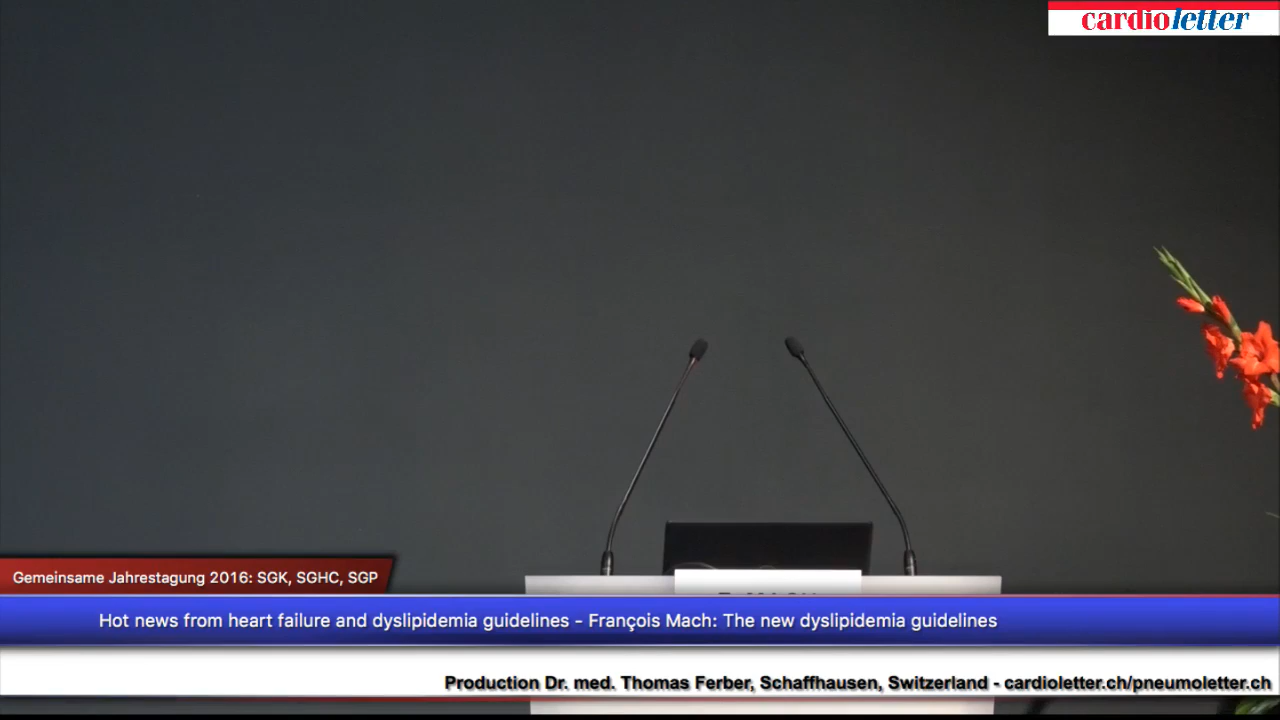 cardioletter
Gemeinsame Jahrestagung 2016: SGK, SGHC, SGP
Hot news from heart failure and dyslipidemia guidelines - François Mach: The new dyslipidemia guidelines
Production Dr. med. Thomas Ferber, Schaffhausen, Switzerland - cardioletter.ch/pneumoletter.ch